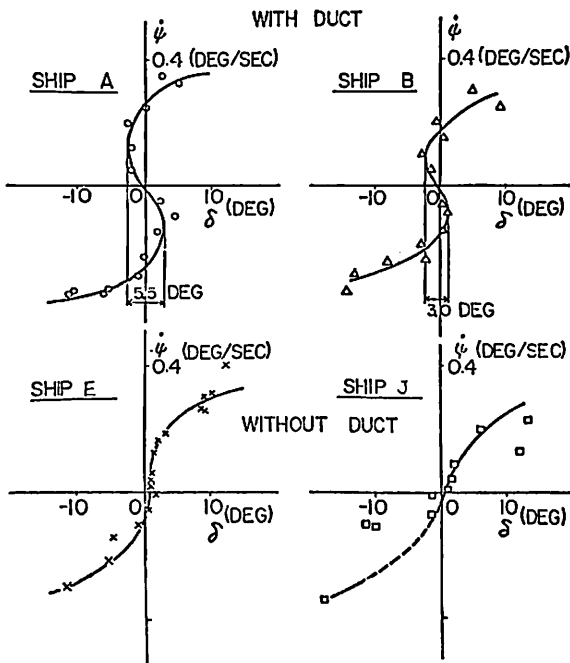 WITH DUCT
ψ̇
0.4 (DEG/SEC)
SHIP A
-10 0 10 (DEG)
δ
5.5 DEG
ψ̇
0.4 (DEG/SEC)
SHIP B
-10 0 10 (DEG)
δ
3.0 DEG
ψ̇
0.4 (DEG/SEC)
SHIP E
-10 0 10 (DEG)
δ
WITHOUT DUCT
ψ̇
0.4 (DEG/SEC)
SHIP J
-10 0 10 (DEG)
δ